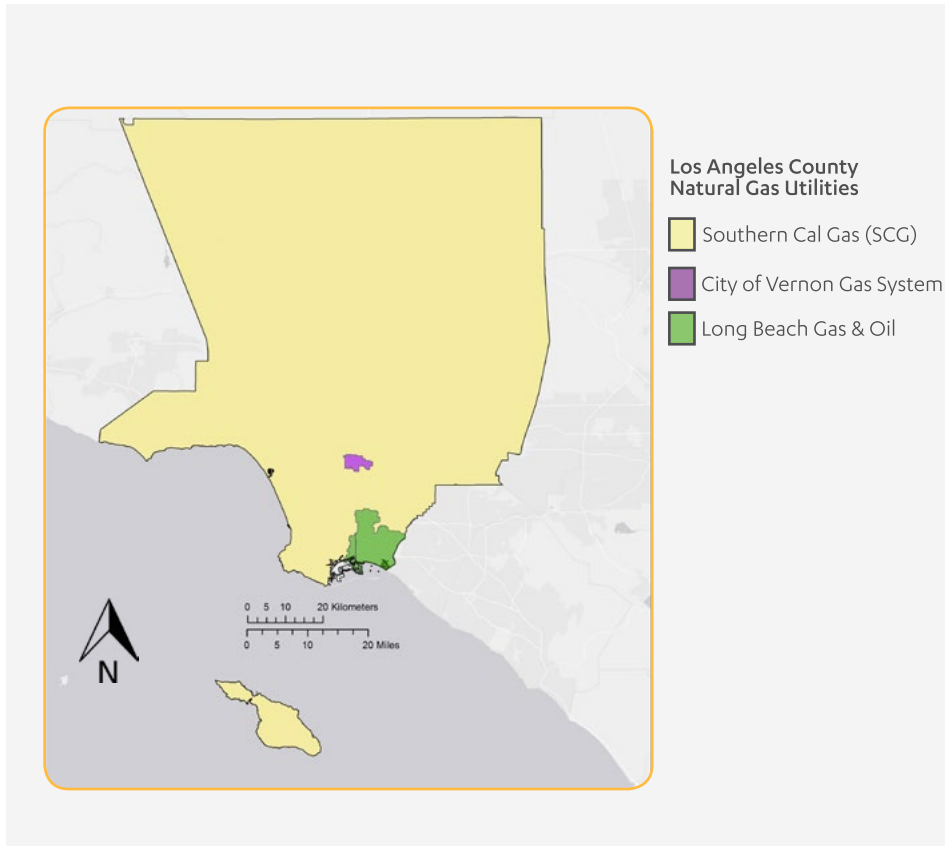 Los Angeles County
Natural Gas Utilities
Southern Cal Gas (SCG)
City of Vernon Gas System
Long Beach Gas & Oil
0 5 10 20 Kilometers
0 5 10 20 Miles
N